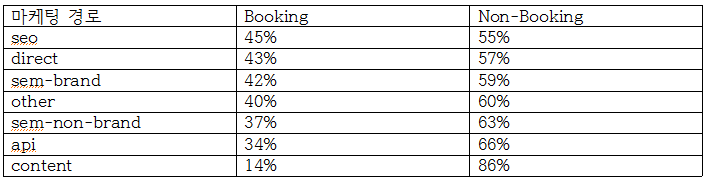 마케팅 경로 Booking Non-Booking
seo 45% 55%
direct 43% 57%
sem-brand 42% 59%
other 40% 60%
sem-non-brand 37% 63%
api 34% 66%
content 14% 86%